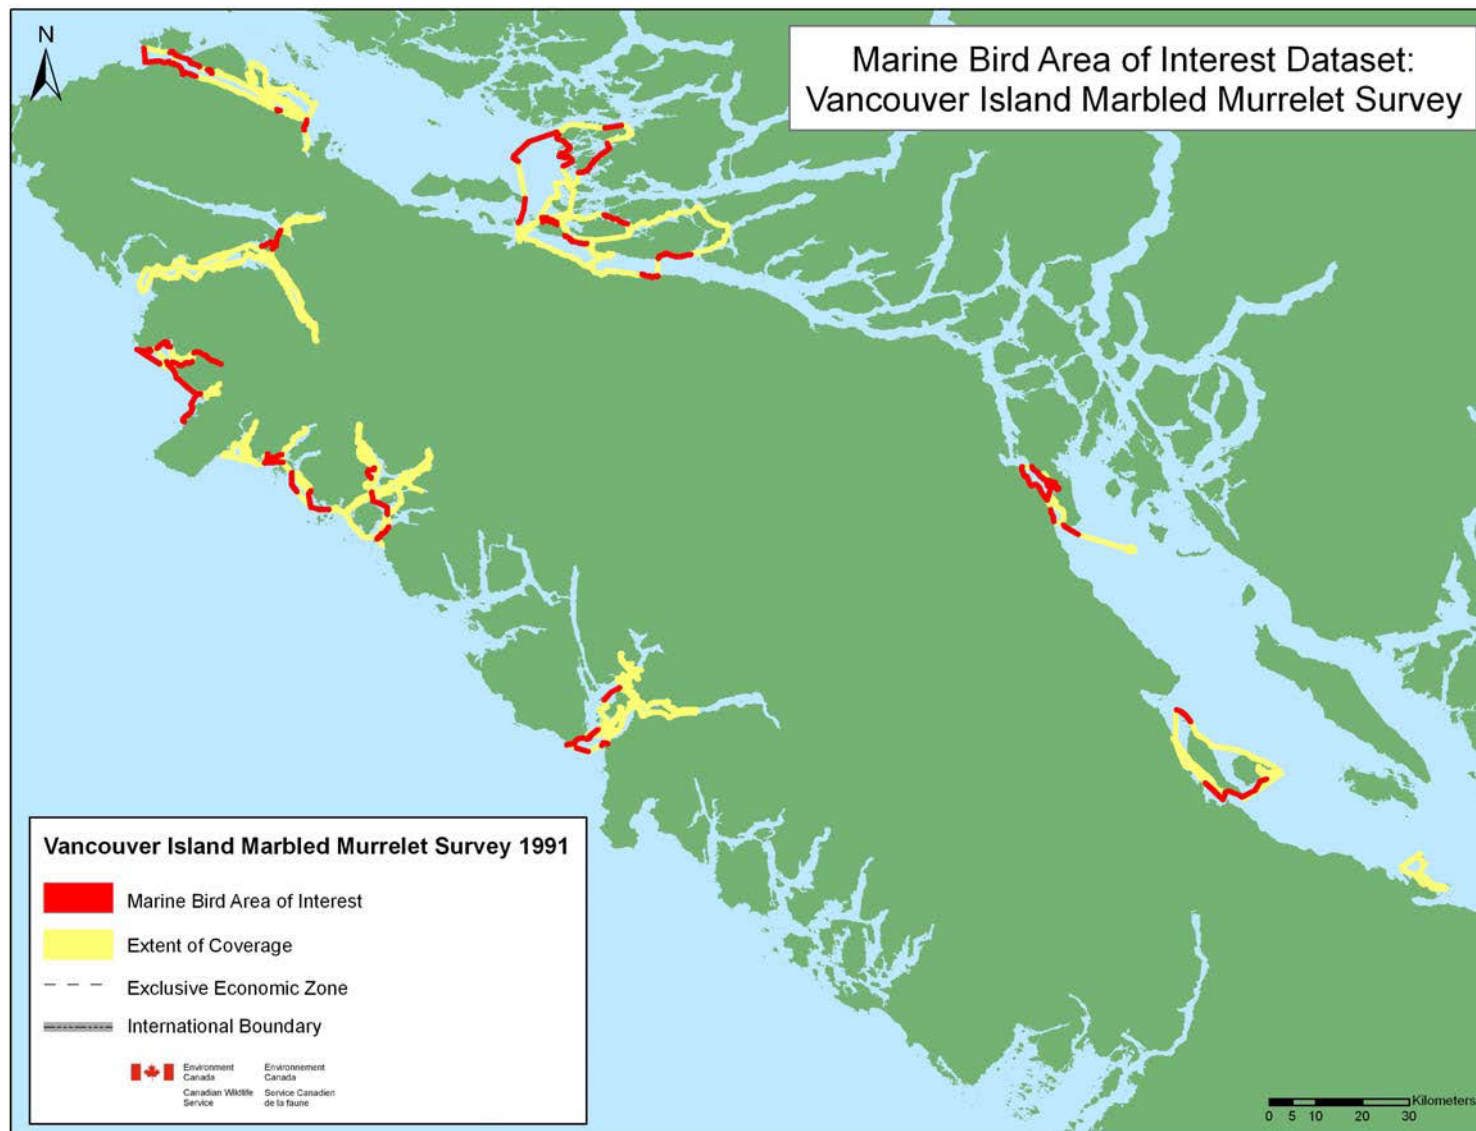 N
Marine Bird Area of Interest Dataset:
Vancouver Island Marbled Murrelet Survey
Vancouver Island Marbled Murrelet Survey 1991
Marine Bird Area of Interest
Extent of Coverage
Exclusive Economic Zone
International Boundary
Environment Environnement
Canada Canada
Canadian Wildlife Service Canadien
Service de la faune
Kilometers
0 5 10 20 30